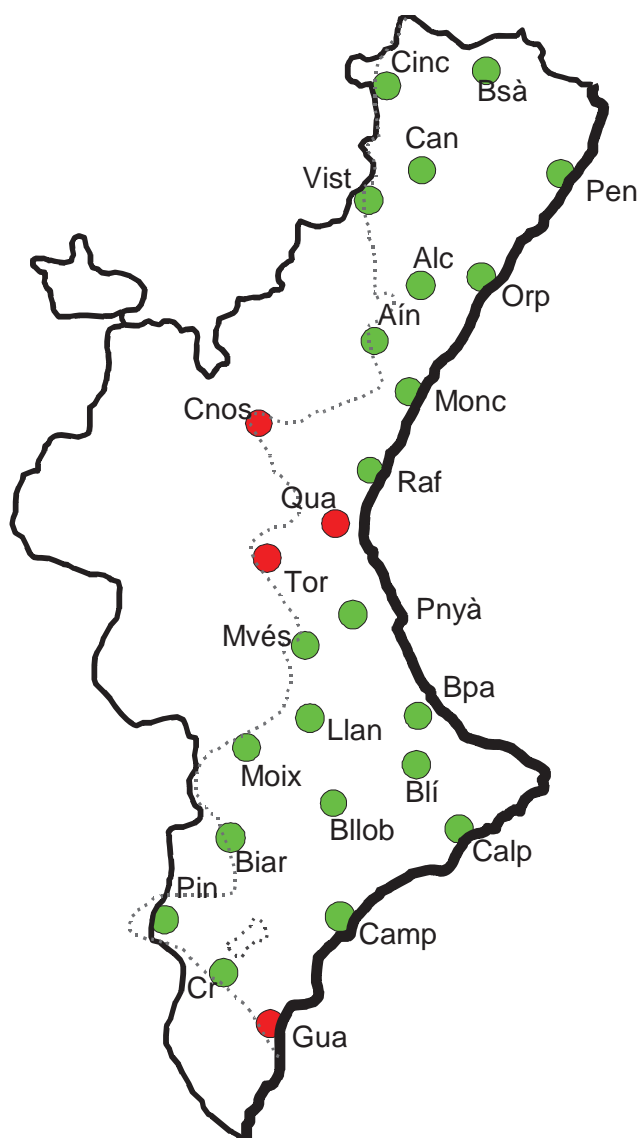 Cinc
Bsà
Can
Vist
Pen
Alc
Orp
Aín
Monc
Cnos
Raf
Qua
Tor
Pnyà
Mvés
Bpa
Llan
Moix
Blí
Bllob
Calp
Biar
Pin
Camp
Cr
Gua